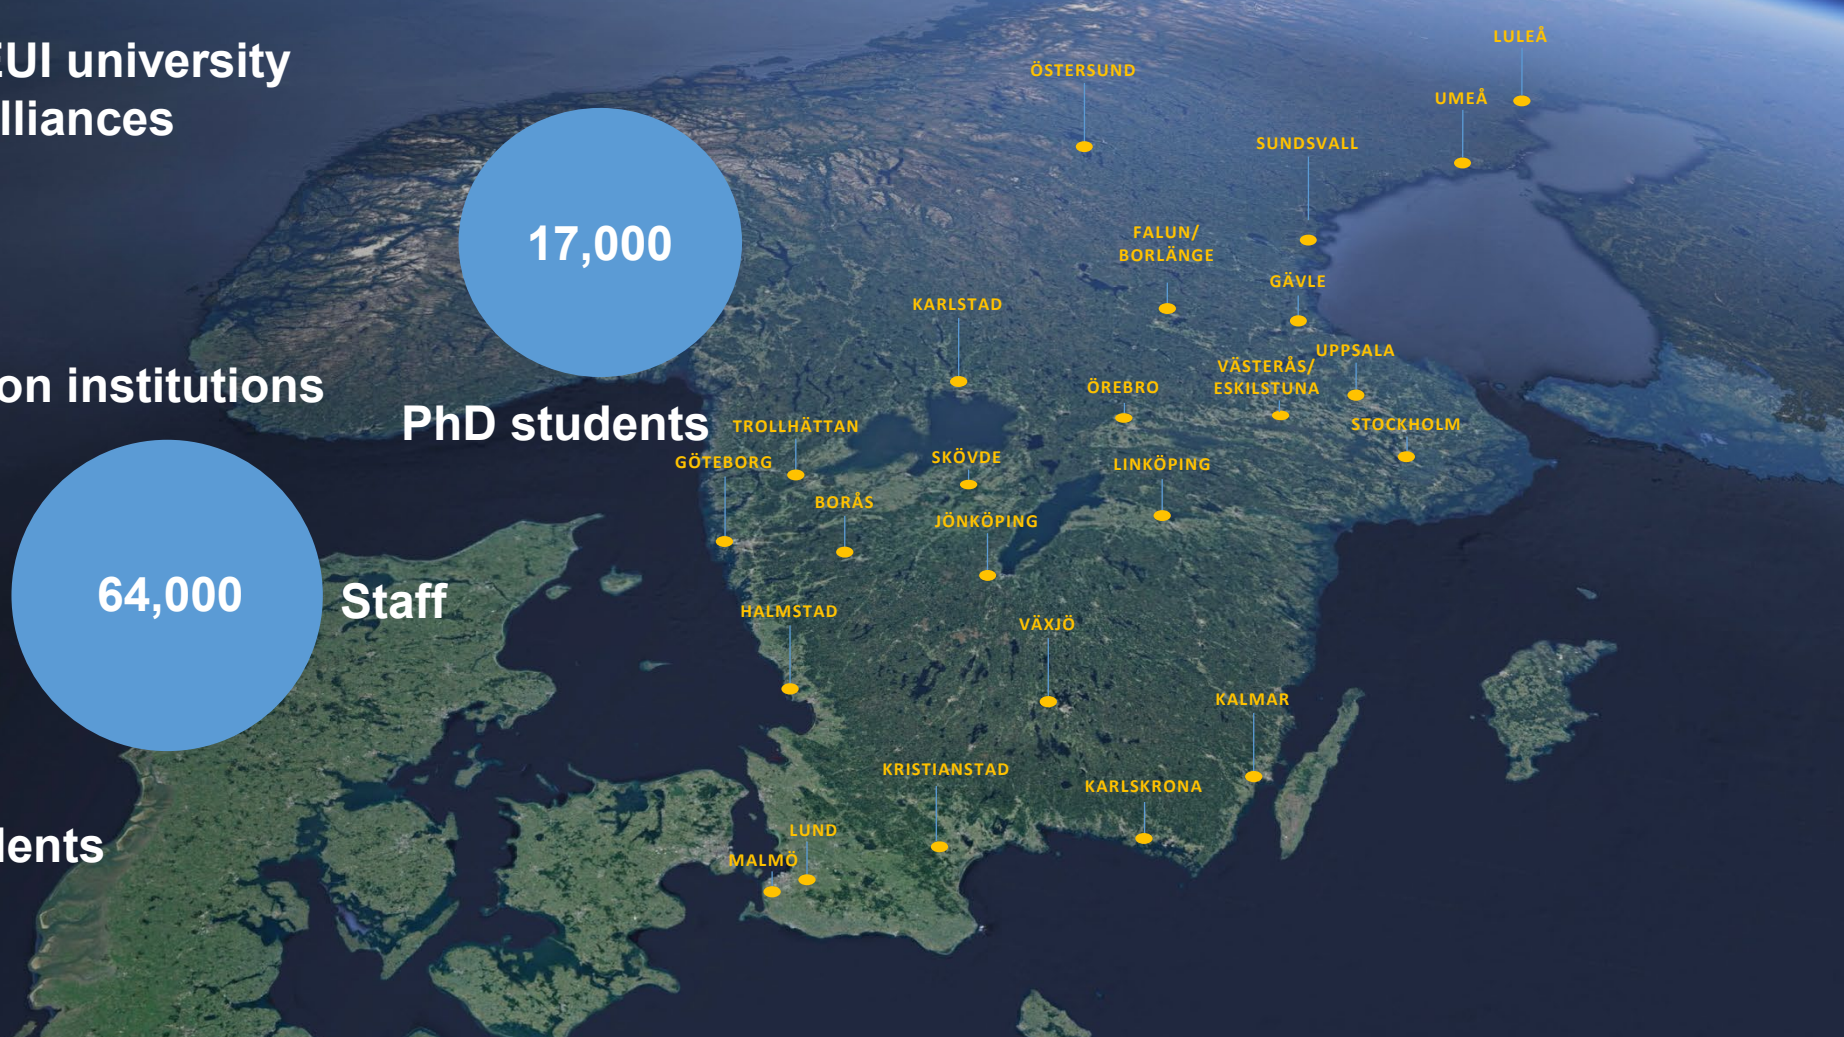 EUI university
lliances
17,000
on institutions
PhD students
64,000
Staff
lents
LULEÅ
ÖSTERSUND
UMEÅ
SUNDSVALL
FALUN/
BORLÄNGE
GÄVLE
KARLSTAD
UPPSALA
VÄSTERÅS/
ESKILSTUNA
ÖREBRO
TROLLHÄTTAN
STOCKHOLM
GÖTEBORG
SKÖVDE
LINKÖPING
BORÅS
JÖNKÖPING
HALMSTAD
VÄXJÖ
KALMAR
KRISTIANSTAD
KARLSKRONA
LUND
MALMÖ